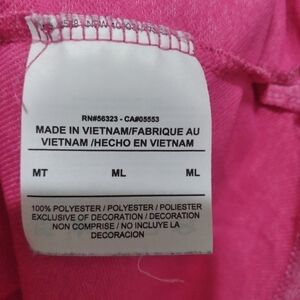 RN#56323 - CA#05553
MADE IN VIETNAM/FABRIQUE AU
VIETNAM /HECHO EN VIETNAM
MT ML ML
100% POLYESTER / POLYESTER / POLIESTER
EXCLUSIVE OF DECORATION / DECORATION
NON COMPRISE / NO INCLUYE LA
DECORACIÓN